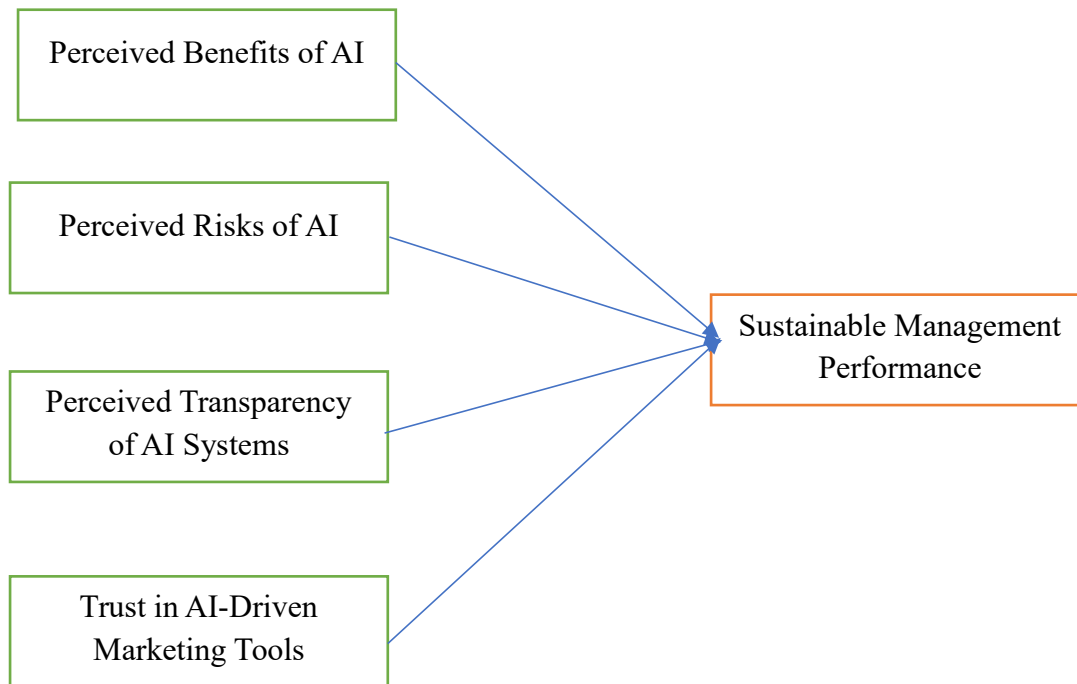 Perceived Benefits of AI
Perceived Risks of AI
Perceived Transparency
of AI Systems
Trust in AI-Driven
Marketing Tools
Sustainable Management
Performance